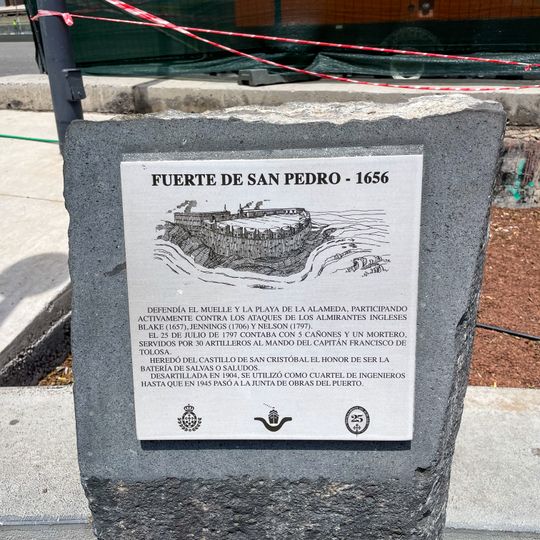 FUERTE DE SAN PEDRO - 1656
DEFENDÍA EL MUELLE Y LA PLAYA DE LA ALAMEDA, PARTICIPANDO
ACTIVAMENTE CONTRA LOS ATAQUES DE LOS ALMIRANTES INGLESES
BLAKE (1657), JENNINGS (1706) Y NELSON (1797).
EL 25 DE JULIO DE 1797 CONTABA CON 5 CAÑONES Y UN MORTERO,
SERVIDOS POR 30 ARTILLEROS AL MANDO DEL CAPITÁN FRANCISCO DE
TOLOSA.
HEREDÓ DEL CASTILLO DE SAN CRISTÓBAL EL HONOR DE SER LA
BATERÍA DE SALVAS O SALUDOS.
DESARTILLADA EN 1904, SE UTILIZÓ COMO CUARTEL DE INGENIEROS
HASTA QUE EN 1945 PASÓ A LA JUNTA DE OBRAS DEL PUERTO.
25